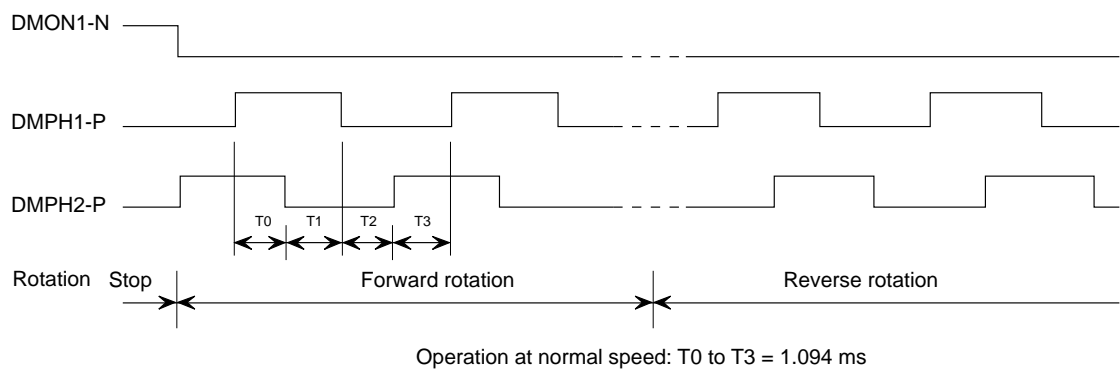 DMON1-N
DMPH1-P
DMPH2-P
T0 T1 T2 T3
Rotation Stop Forward rotation Reverse rotation
Operation at normal speed: T0 to T3 = 1.094 ms